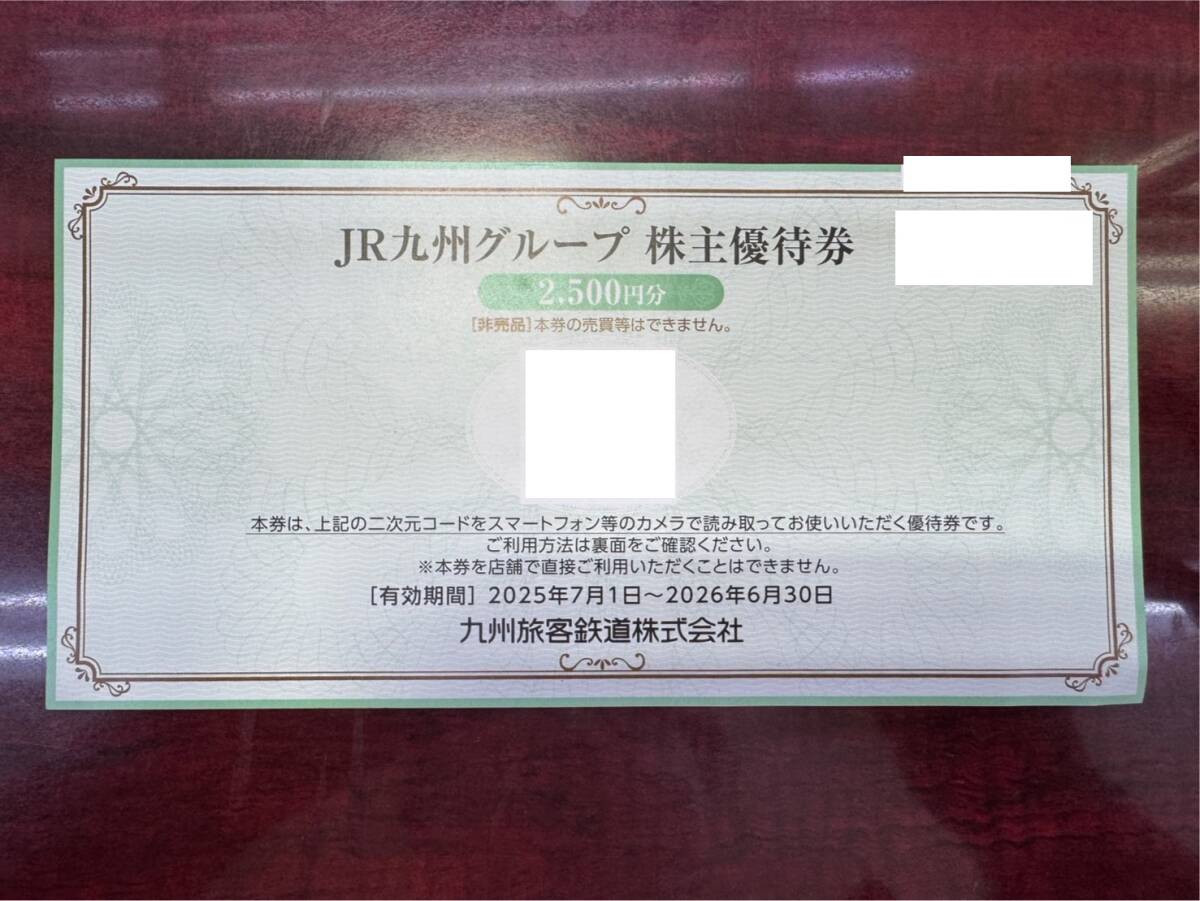 JR九州グループ 株主優待券
2,500円分
[非売品]本券の売買等はできません。
本券は、上記の二次元コードをスマートフォン等のカメラで読み取ってお使いいただく優待券です。
ご利用方法は裏面をご確認ください。
※本券を店舗で直接ご利用いただくことはできません。
[有効期間] 2025年7月1日〜2026年6月30日
九州旅客鉄道株式会社